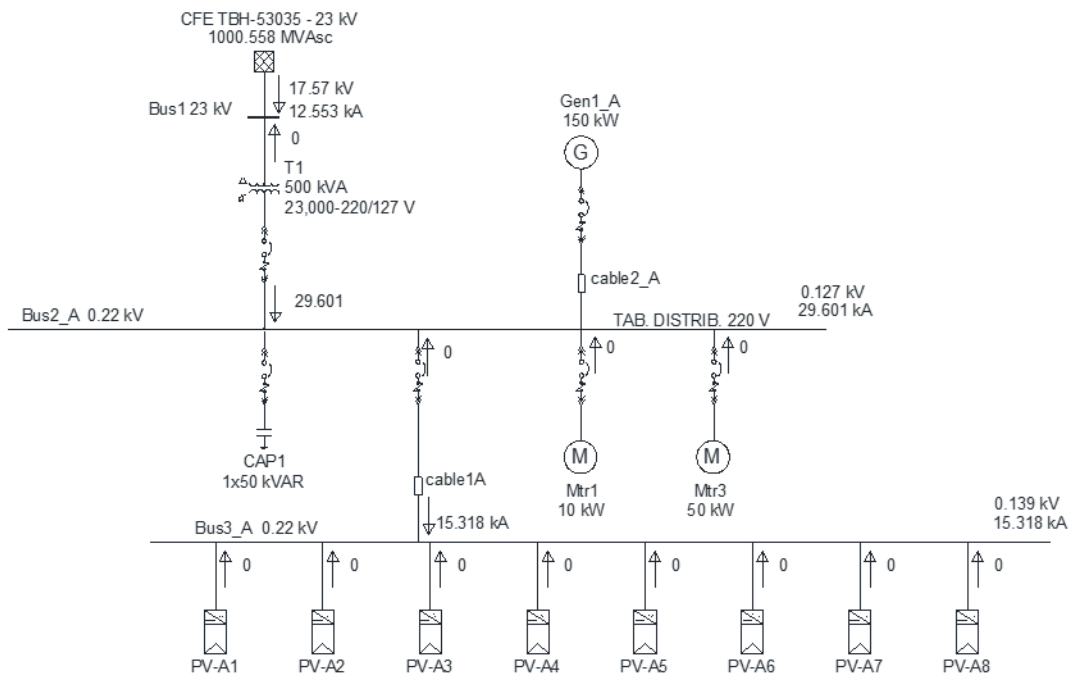 CFE TBH-53035 - 23 kV
1000.558 MVAsc
17.57 kV
Bus1 23 kV
12.553 kA
0
T1
500 kVA
23,000-220/127 V
Gen1_A
150 kW
G
cable2_A
29.601
0.127 kV
29.601 kA
Bus2_A 0.22 kV
TAB. DISTRIB. 220 V
0
0
0
CAP1
1x50 kVAR
M
Mtr1
10 kW
M
Mtr3
50 kW
cable1A
15.318 kA
0.139 kV
15.318 kA
Bus3_A 0.22 kV
0
0
0
0
0
0
0
0
PV-A1
PV-A2
PV-A3
PV-A4
PV-A5
PV-A6
PV-A7
PV-A8